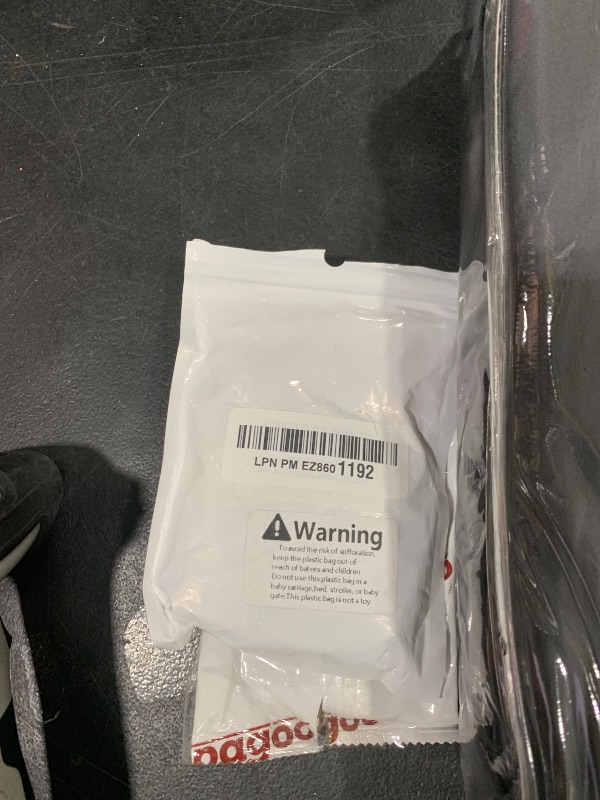 LPN PM EZ860 1192
Warning
To avoid the risk of suffocation,
keep the plastic bag out of
reach of babies and children.
Do not use this plastic bag in a
baby carriage,bed, stroller, or baby
gate.This plastic bag is not a toy.